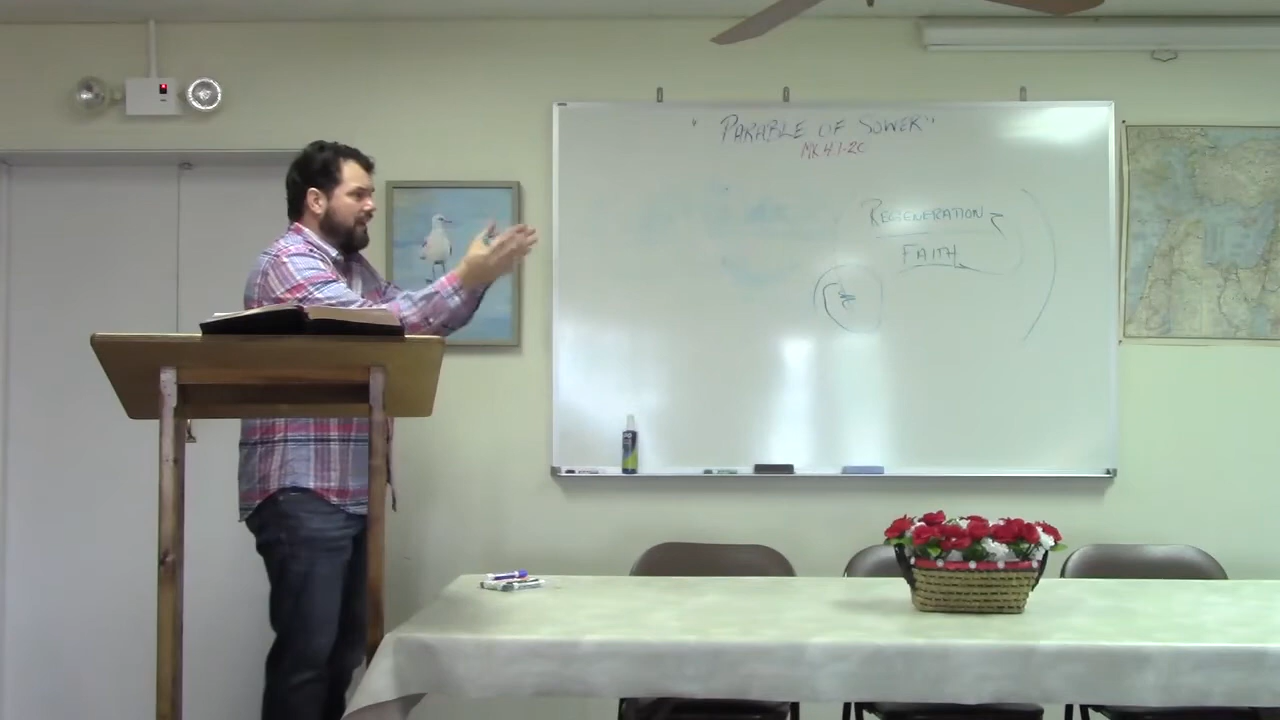 "PARABLE OF SOWER"
MK 4:1-20
REGENERATION
FAITH